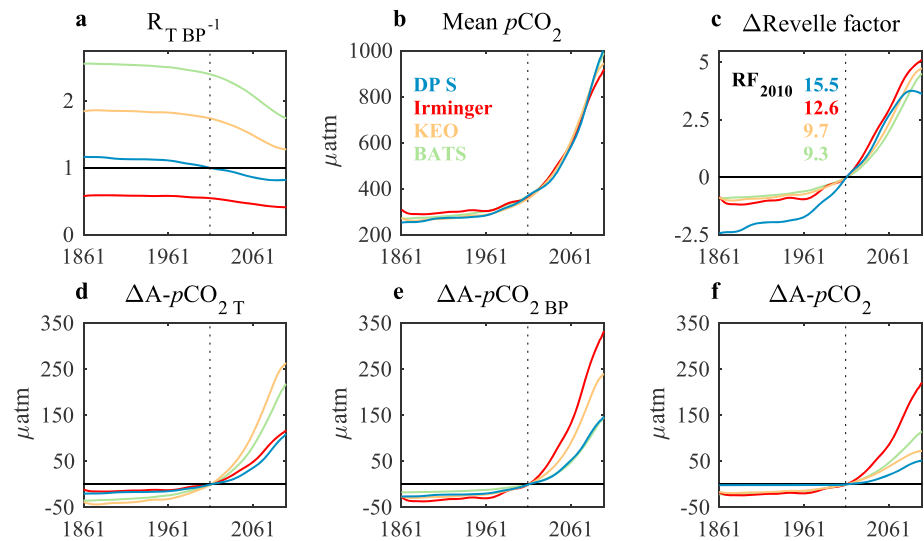 a R_T BP^-1
2
1
0
1861 1961 2061
b Mean pCO_2
μatm
1000
800
600
400
200
DP S
Irminger
KEO
BATS
1861 1961 2061
c ΔRevelle factor
5
2.5
0
-2.5
RF_2010 15.5
12.6
9.7
9.3
1861 1961 2061
d ΔA-pCO_2 T
μatm
350
250
150
50
-50
1861 1961 2061
e ΔA-pCO_2 BP
μatm
350
250
150
50
-50
1861 1961 2061
f ΔA-pCO_2
μatm
350
250
150
50
-50
1861 1961 2061